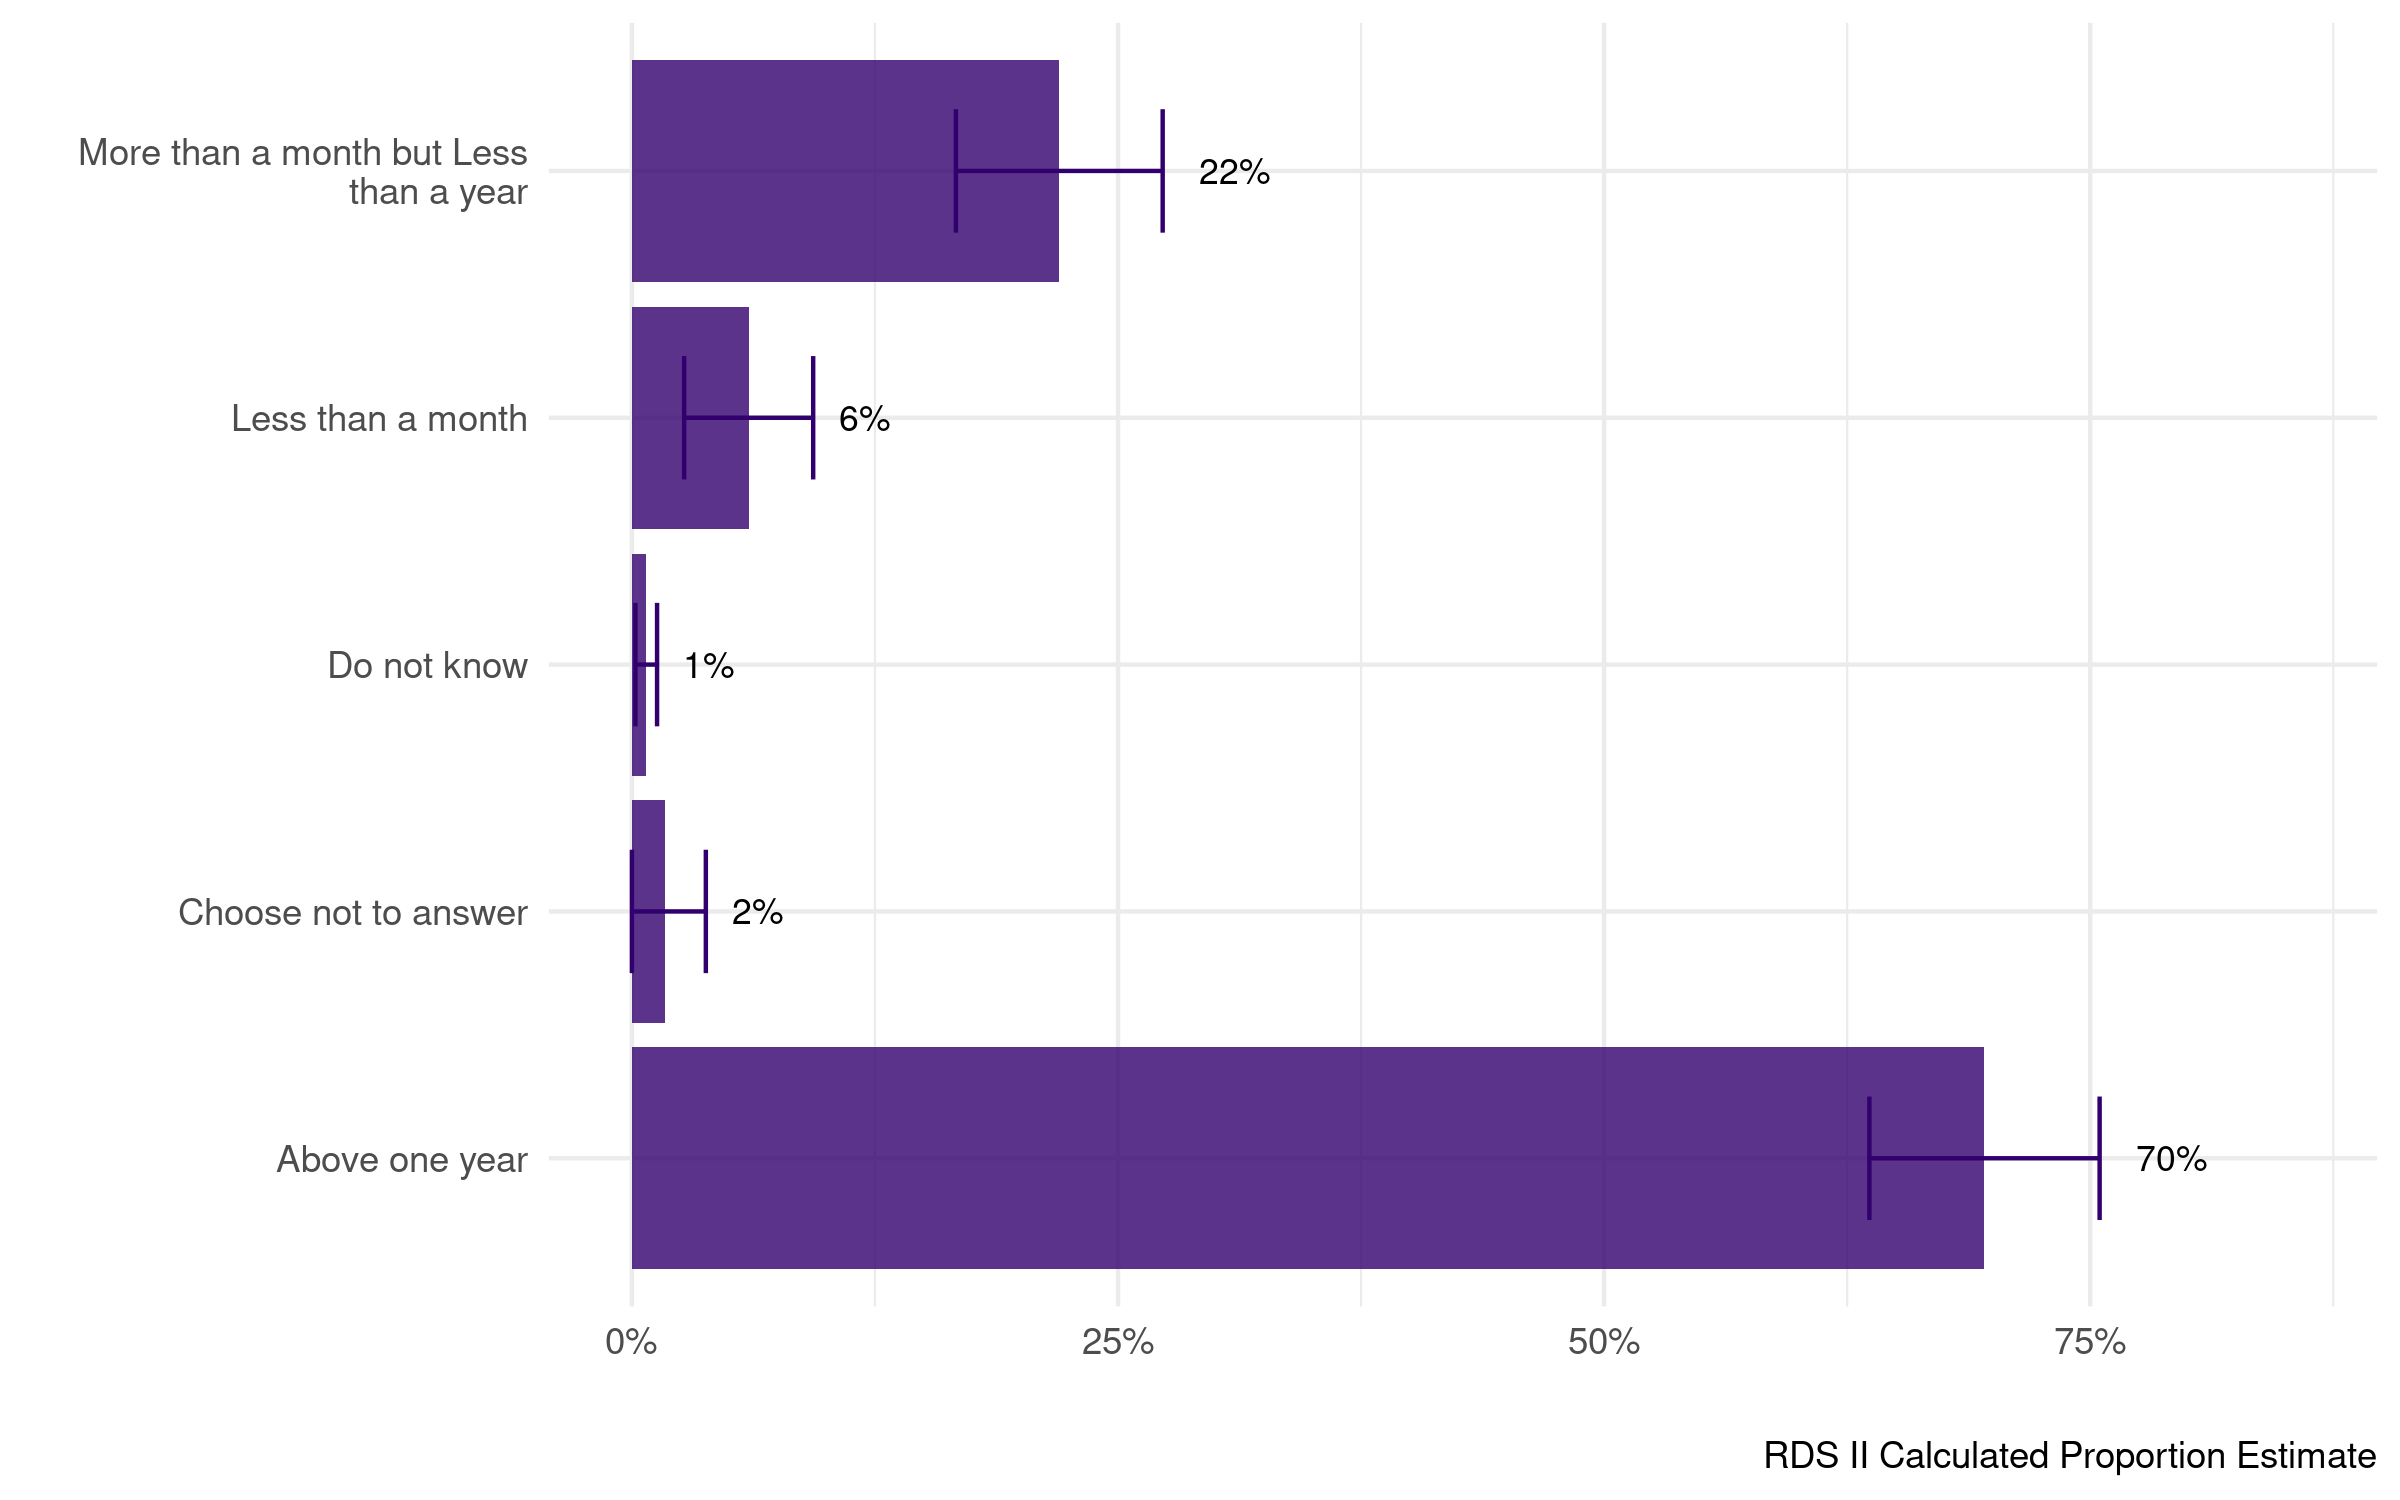 More than a month but Less
than a year
22%
Less than a month
6%
Do not know
1%
Choose not to answer
2%
Above one year
70%
0%
25%
50%
75%
RDS II Calculated Proportion Estimate